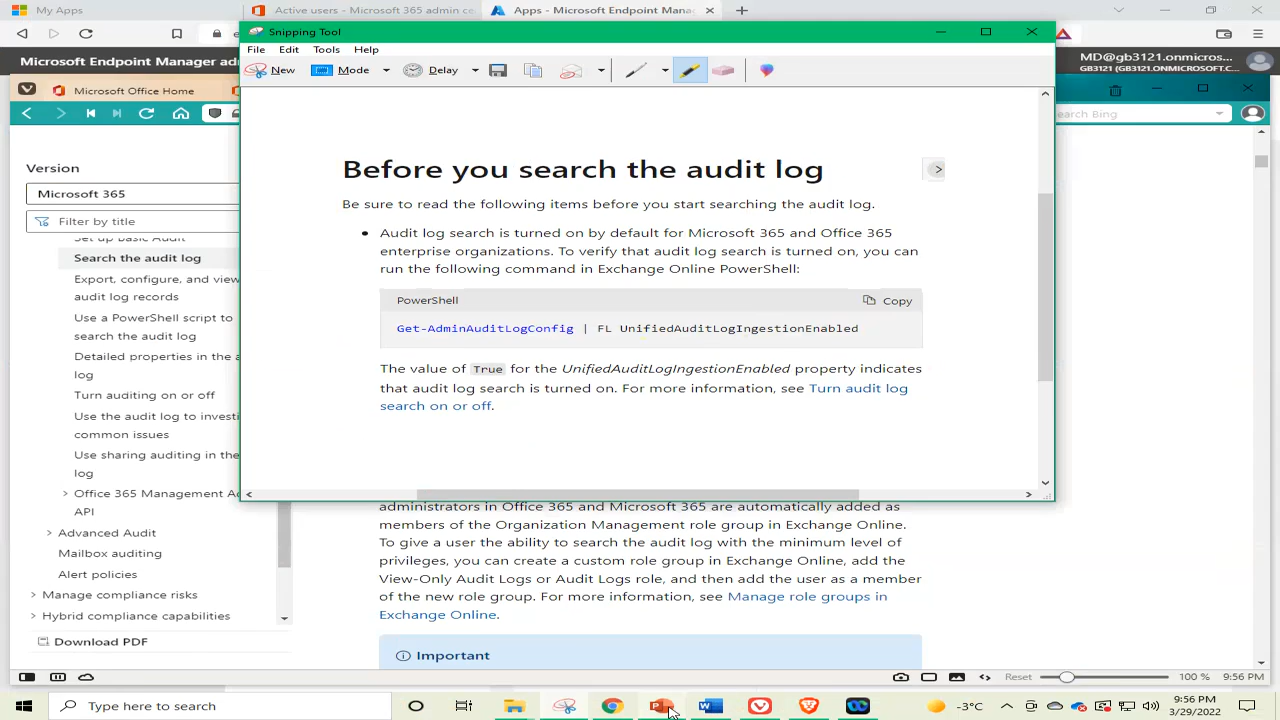 My Apps
Active users - Microsoft 365 admin ce
Apps - Microsoft Endpoint Mana
Snipping Tool
File Edit Tools Help
New Mode Delay
Microsoft Endpoint Manager ad
MD@gb3121.onmicros...
GB3121 (GB3121.ONMICROSOFT.C...
Microsoft Office Home
earch Bing
Version
Microsoft 365
Filter by title
Set up Basic Audit
Search the audit log
Export, configure, and view
audit log records
Use a PowerShell script to
search the audit log
Detailed properties in the a
log
Turn auditing on or off
Use the audit log to investi
common issues
Use sharing auditing in the
log
Office 365 Management Ac
API
Advanced Audit
Mailbox auditing
Alert policies
Manage compliance risks
Hybrid compliance capabilities
Download PDF
Before you search the audit log
Be sure to read the following items before you start searching the audit log.
• Audit log search is turned on by default for Microsoft 365 and Office 365
enterprise organizations. To verify that audit log search is turned on, you can
run the following command in Exchange Online PowerShell:
PowerShell Copy
Get-AdminAuditLogConfig | FL UnifiedAuditLogIngestionEnabled
The value of True for the UnifiedAuditLogIngestionEnabled property indicates
that audit log search is turned on. For more information, see Turn audit log
search on or off.
administrators in Office 365 and Microsoft 365 are automatically added as
members of the Organization Management role group in Exchange Online.
To give a user the ability to search the audit log with the minimum level of
privileges, you can create a custom role group in Exchange Online, add the
View-Only Audit Logs or Audit Logs role, and then add the user as a member
of the new role group. For more information, see Manage role groups in
Exchange Online.
Important
Reset 100 % 9:56 PM
Type here to search
-3°C
9:56 PM
3/29/2022